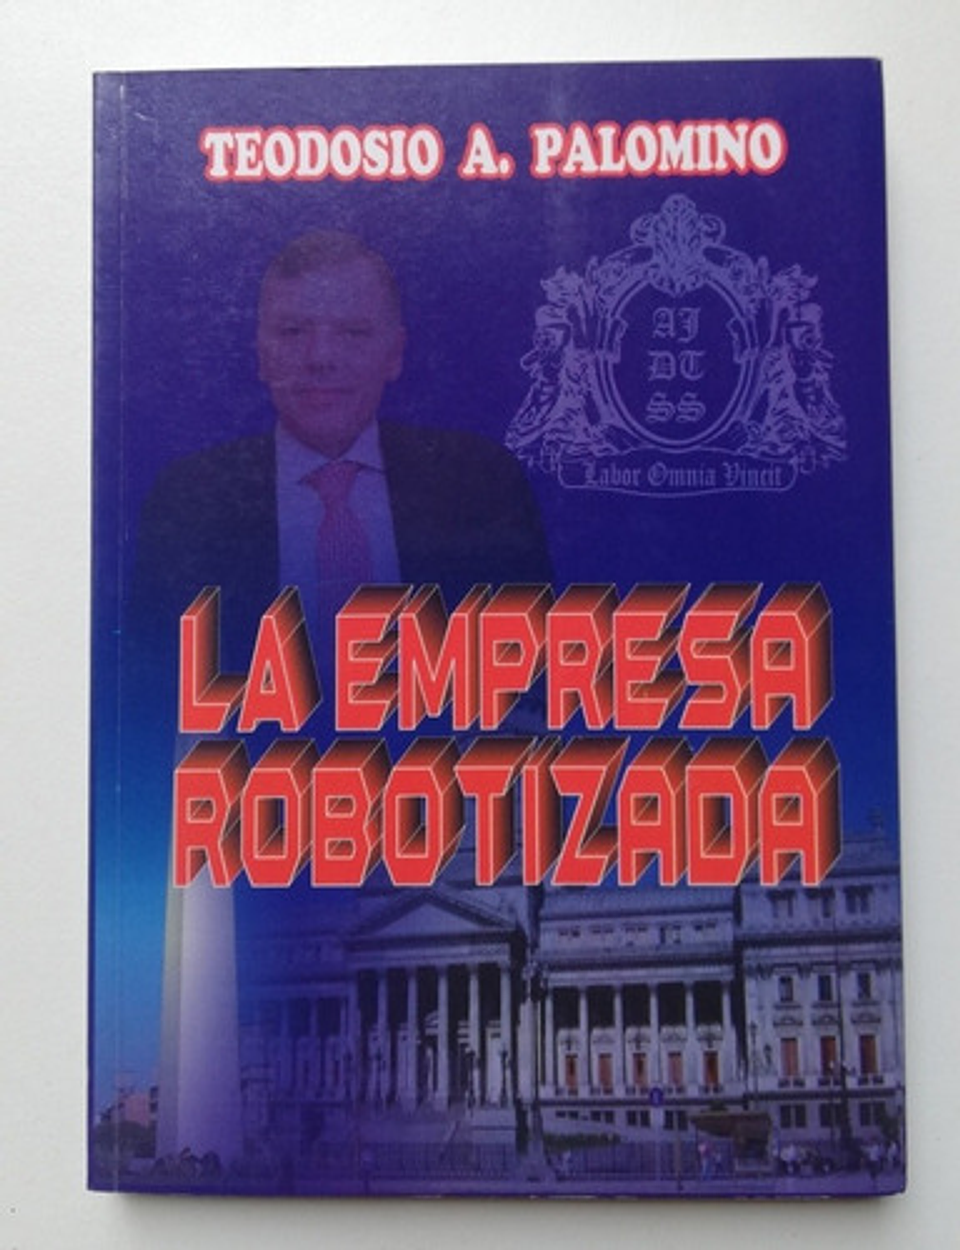 TEODOSIO A. PALOMINO
AJ
DT
SS
Labor Omnia Vincit
LA EMPRESA
ROBOTIZADA